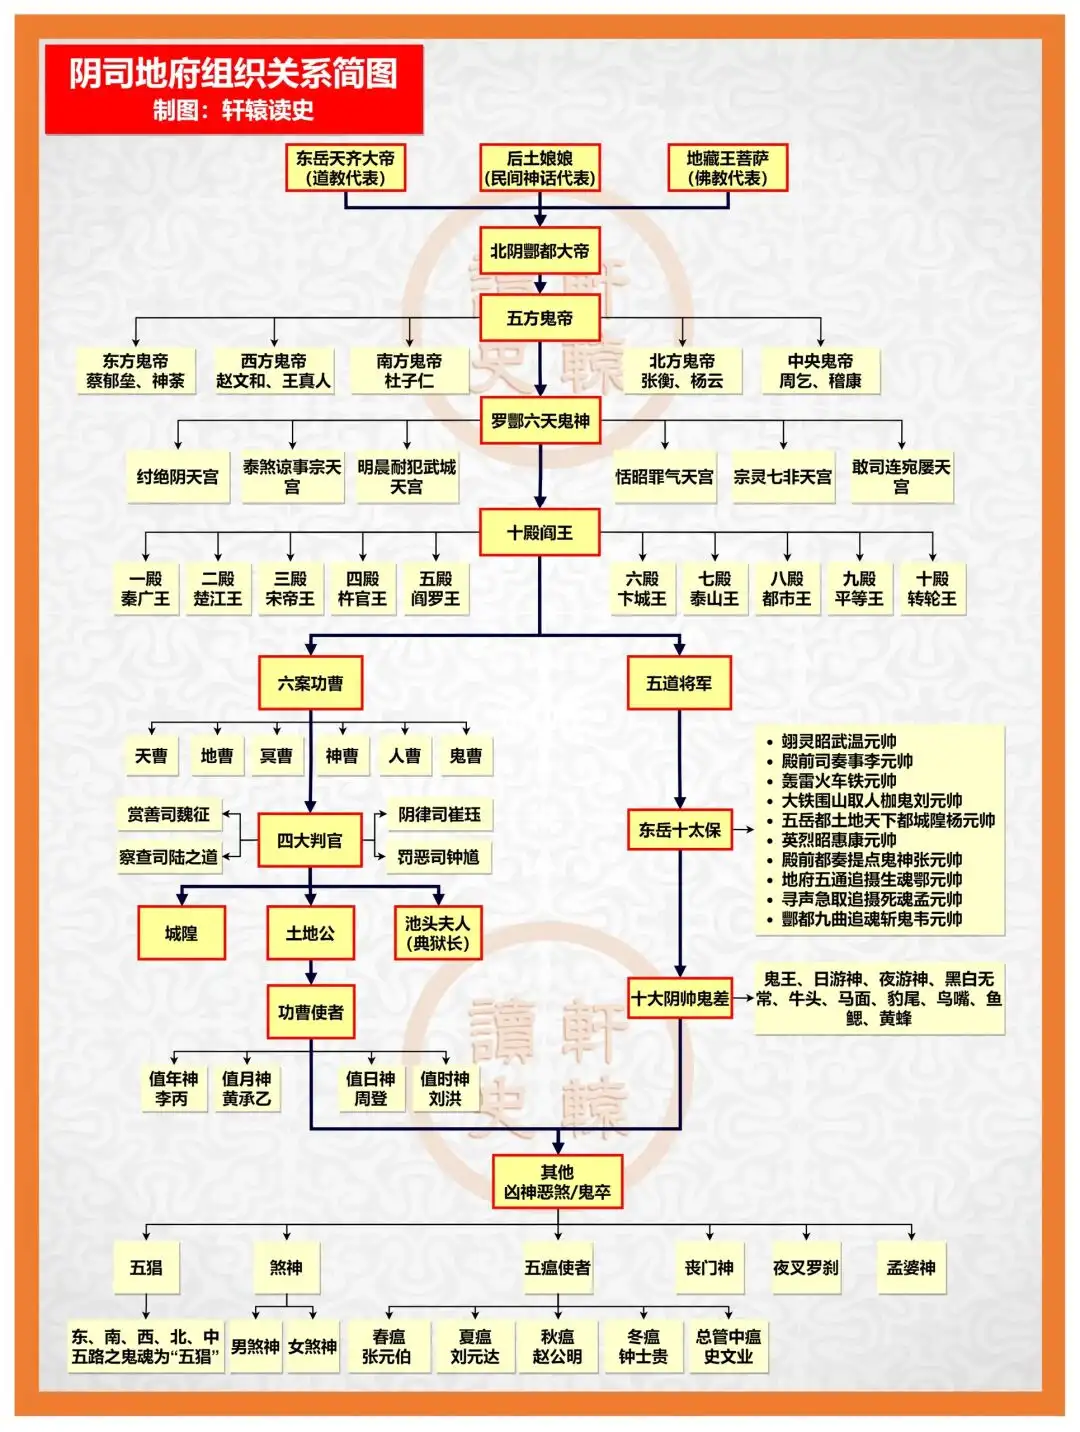 阴司地府组织关系简图
制图：轩辕读史
东岳天齐大帝
（道教代表）
后土娘娘
（民间神话代表）
地藏王菩萨
（佛教代表）
北阴酆都大帝
五方鬼帝
东方鬼帝
蔡郁垒、神荼
西方鬼帝
赵文和、王真人
南方鬼帝
杜子仁
北方鬼帝
张衡、杨云
中央鬼帝
周乞、稽康
罗酆六天鬼神
纣绝阴天宫
泰煞谅事宗天
宫
明晨耐犯武城
天宫
恬昭罪气天宫
宗灵七非天宫
敢司连宛屡天
宫
十殿阎王
一殿
秦广王
二殿
楚江王
三殿
宋帝王
四殿
忤官王
五殿
阎罗王
六殿
卞城王
七殿
泰山王
八殿
都市王
九殿
平等王
十殿
转轮王
六案功曹
五道将军
天曹
地曹
冥曹
神曹
人曹
鬼曹
赏善司魏征
察查司陆之道
四大判官
阴律司崔珏
罚恶司钟馗
东岳十太保
• 翊灵昭武温元帅
• 殿前司奏事李元帅
• 轰雷火车铁元帅
• 大铁围山取人枷鬼刘元帅
• 五岳都土地天下都城隍杨元帅
• 英烈昭惠康元帅
• 殿前都奏提点鬼神张元帅
• 地府五通追摄生魂鄂元帅
• 寻声急取追摄死魂孟元帅
• 酆都九曲追魂斩鬼韦元帅
城隍
土地公
池头夫人
（典狱长）
功曹使者
十大阴帅鬼差
鬼王、日游神、夜游神、黑白无
常、牛头、马面、豹尾、鸟嘴、鱼
鳃、黄蜂
值年神
李丙
值月神
黄承乙
值日神
周登
值时神
刘洪
其他
凶神恶煞/鬼卒
五猖
煞神
五瘟使者
丧门神
夜叉罗刹
孟婆神
东、南、西、北、中
五路之鬼魂为“五猖”
男煞神
女煞神
春瘟
张元伯
夏瘟
刘元达
秋瘟
赵公明
冬瘟
钟士贵
总管中瘟
史文业
軒轅
讀史
軒轅
讀史